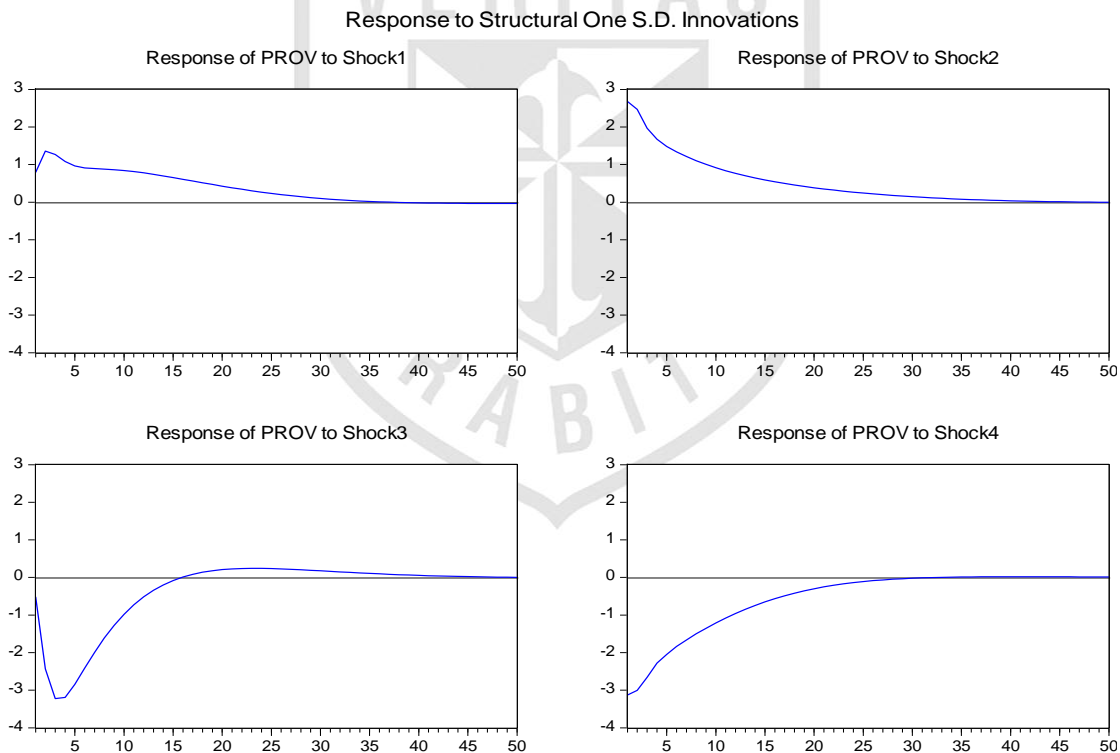 VERITAS
Response to Structural One S.D. Innovations
Response of PROV to Shock1
3
2
1
0
-1
-2
-3
-4
5 10 15 20 25 30 35 40 45 50
Response of PROV to Shock2
3
2
1
0
-1
-2
-3
-4
5 10 15 20 25 30 35 40 45 50
RABIT
Response of PROV to Shock3
3
2
1
0
-1
-2
-3
-4
5 10 15 20 25 30 35 40 45 50
Response of PROV to Shock4
3
2
1
0
-1
-2
-3
-4
5 10 15 20 25 30 35 40 45 50